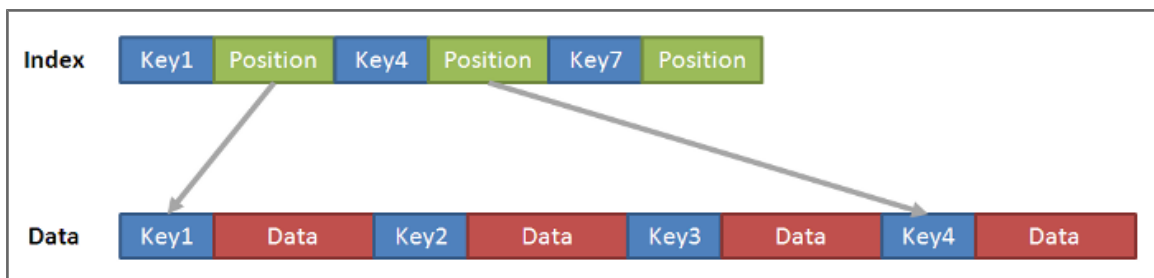 Index Key1 Position Key4 Position Key7 Position
Data Key1 Data Key2 Data Key3 Data Key4 Data